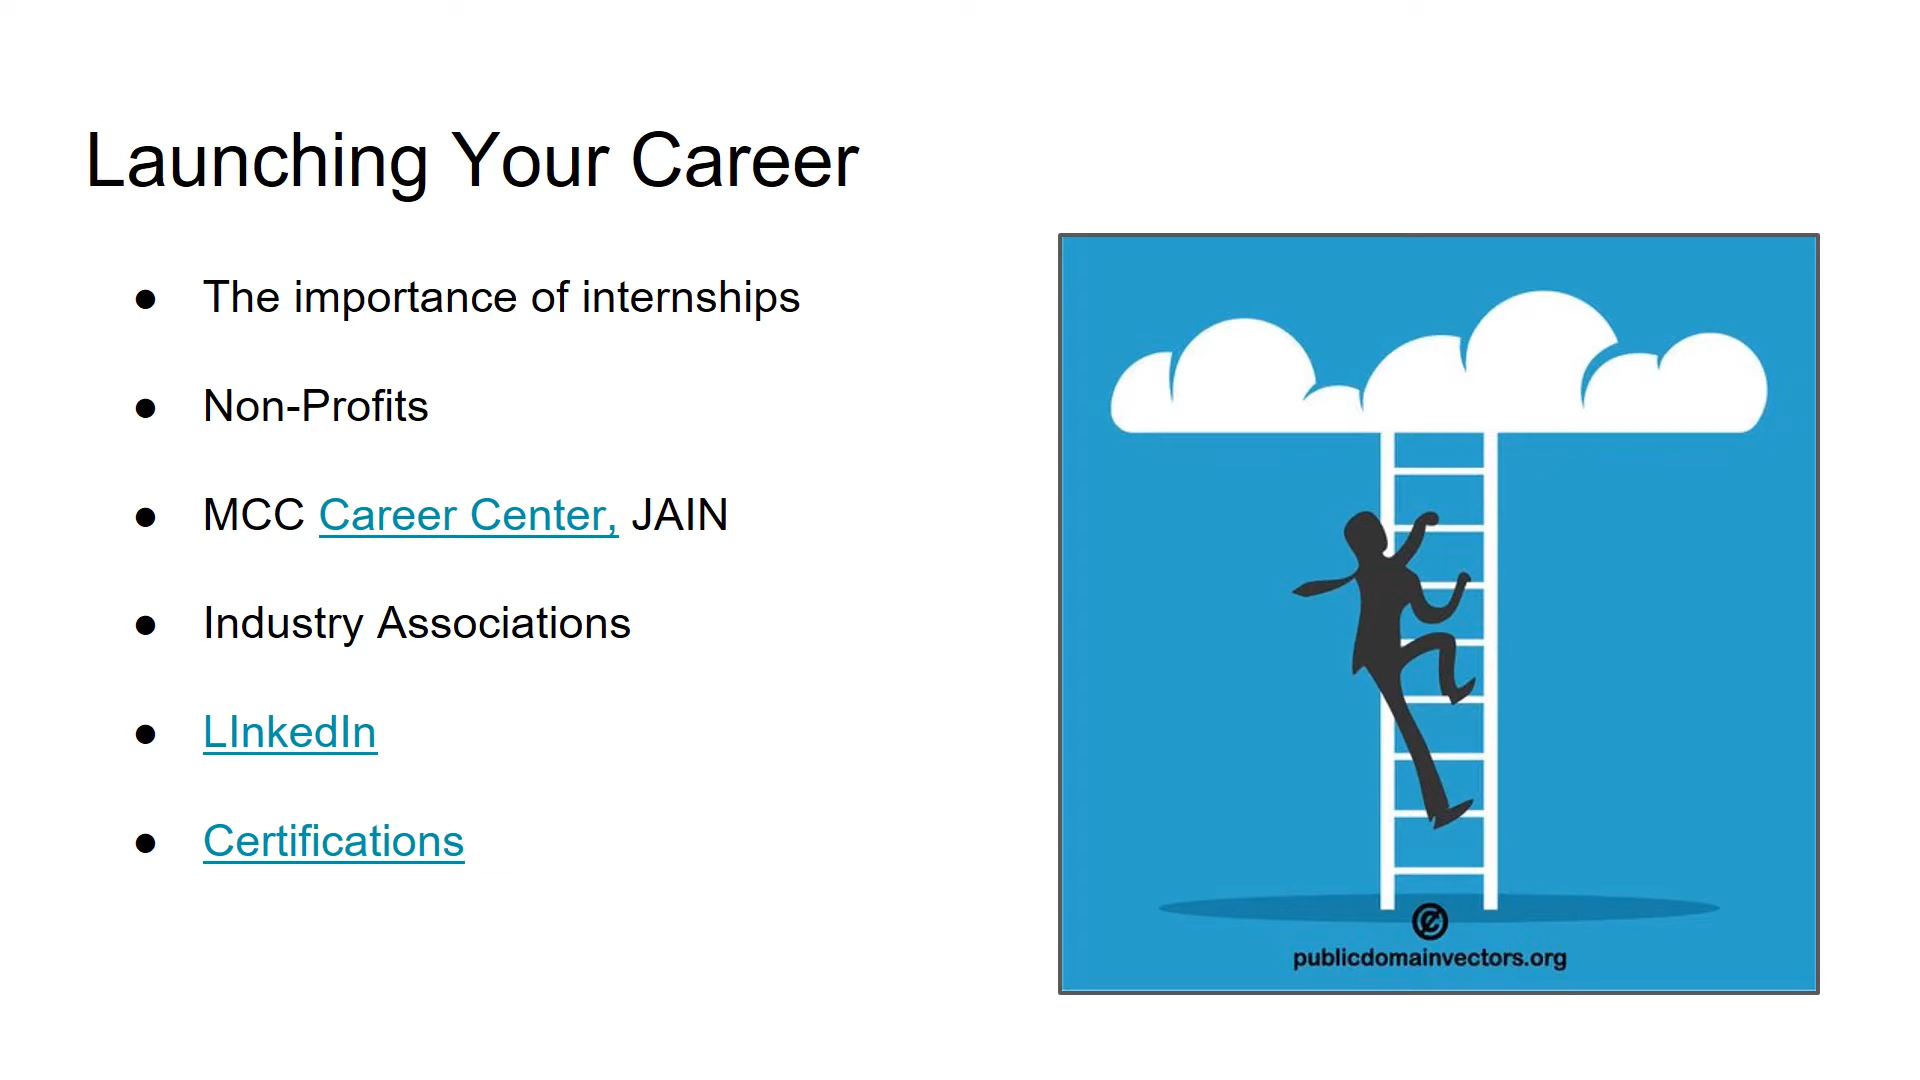 Launching Your Career
● The importance of internships
● Non-Profits
● MCC Career Center, JAIN
● Industry Associations
● LInkedIn
● Certifications
publicdomainvectors.org